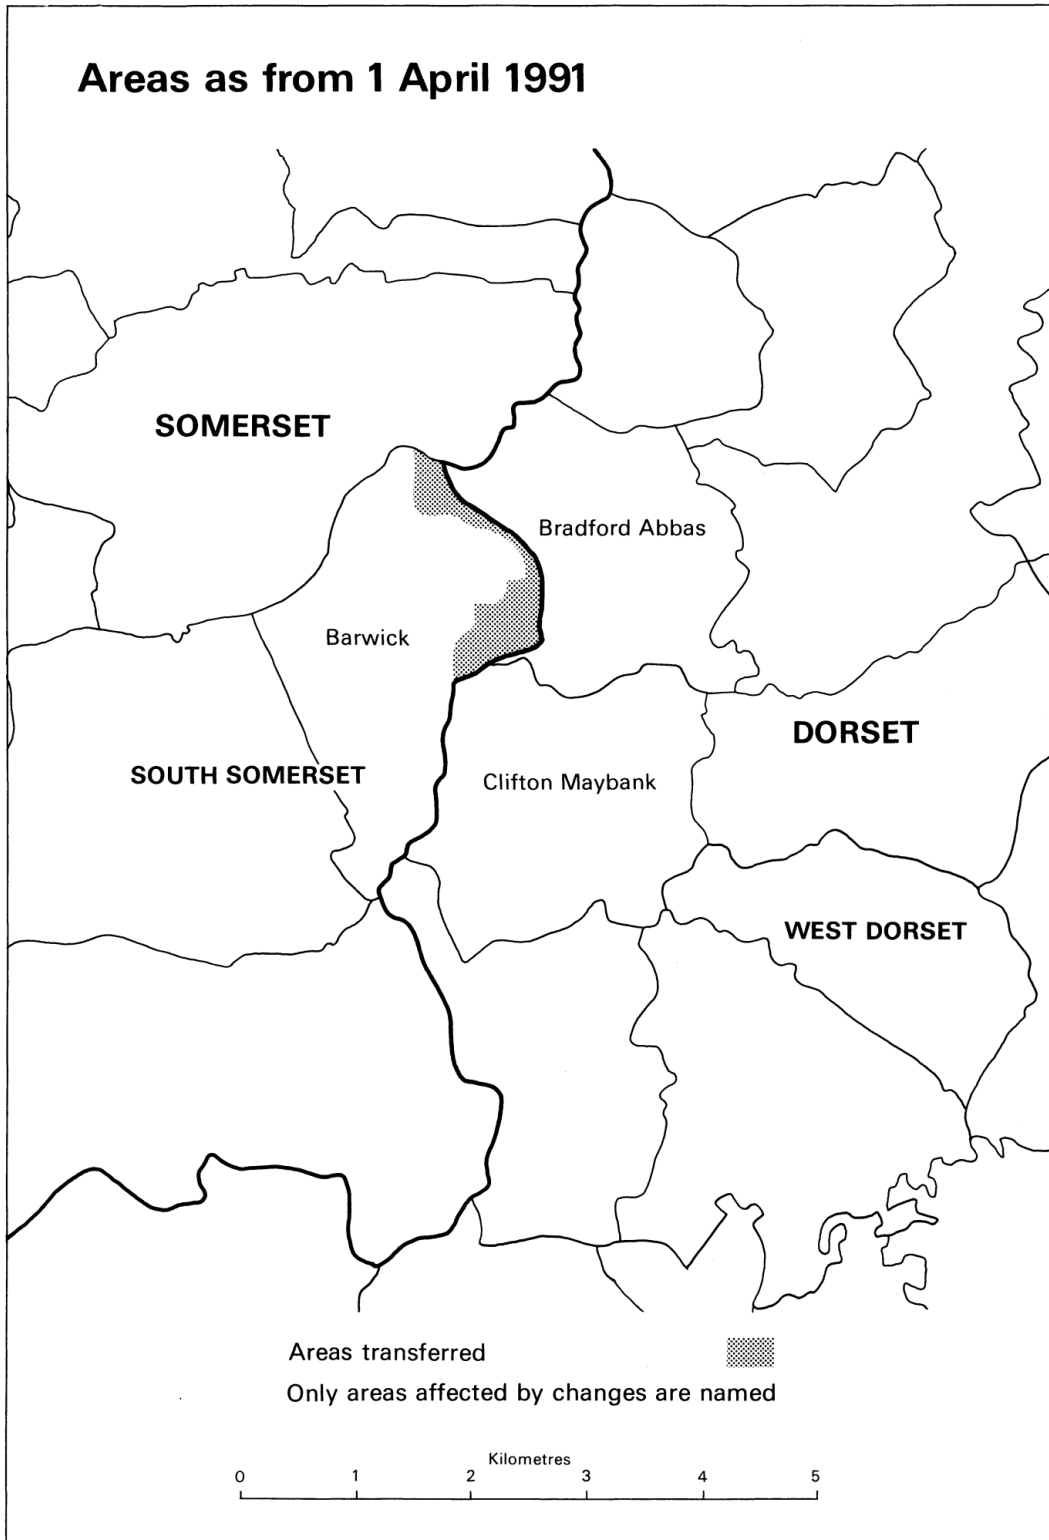 Areas as from 1 April 1991
SOMERSET
Bradford Abbas
Barwick
DORSET
SOUTH SOMERSET
Clifton Maybank
WEST DORSET
Areas transferred
Only areas affected by changes are named
Kilometres
0 1 2 3 4 5